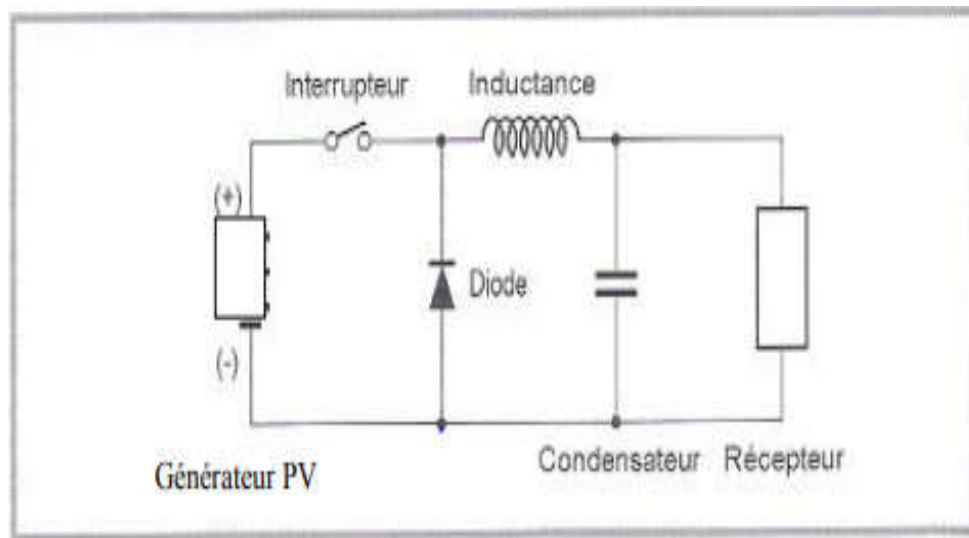 Interrupteur
Inductance
(+)
Diode
(-)
Générateur PV
Condensateur
Récepteur